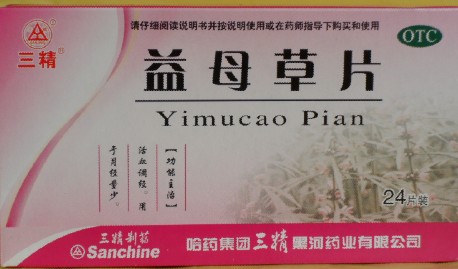 请仔细阅读说明书并按说明使用或在药师指导下购买和使用
OTC
三精®
益母草片
Yimucao Pian
【功能主治】
活血调经。用
于月经量少。
24片装
三精制药
Sanchine
哈药集团三精黑河药业有限公司